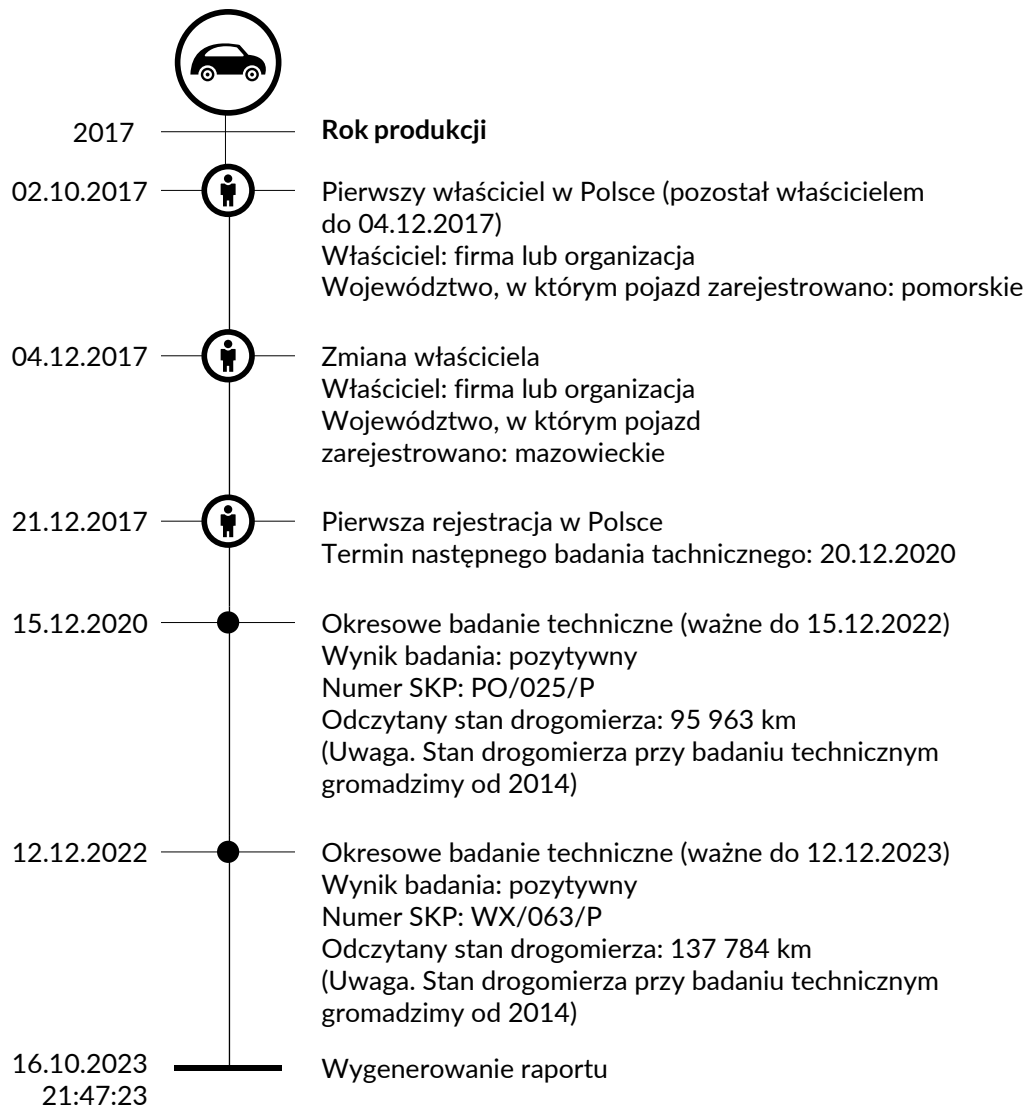 2017
Rok produkcji
02.10.2017
Pierwszy właściciel w Polsce (pozostał właścicielem
do 04.12.2017)
Właściciel: firma lub organizacja
Województwo, w którym pojazd zarejestrowano: pomorskie
04.12.2017
Zmiana właściciela
Właściciel: firma lub organizacja
Województwo, w którym pojazd
zarejestrowano: mazowieckie
21.12.2017
Pierwsza rejestracja w Polsce
Termin następnego badania tachnicznego: 20.12.2020
15.12.2020
Okresowe badanie techniczne (ważne do 15.12.2022)
Wynik badania: pozytywny
Numer SKP: PO/025/P
Odczytany stan drogomierza: 95 963 km
(Uwaga. Stan drogomierza przy badaniu technicznym
gromadzimy od 2014)
12.12.2022
Okresowe badanie techniczne (ważne do 12.12.2023)
Wynik badania: pozytywny
Numer SKP: WX/063/P
Odczytany stan drogomierza: 137 784 km
(Uwaga. Stan drogomierza przy badaniu technicznym
gromadzimy od 2014)
16.10.2023
21:47:23
Wygenerowanie raportu